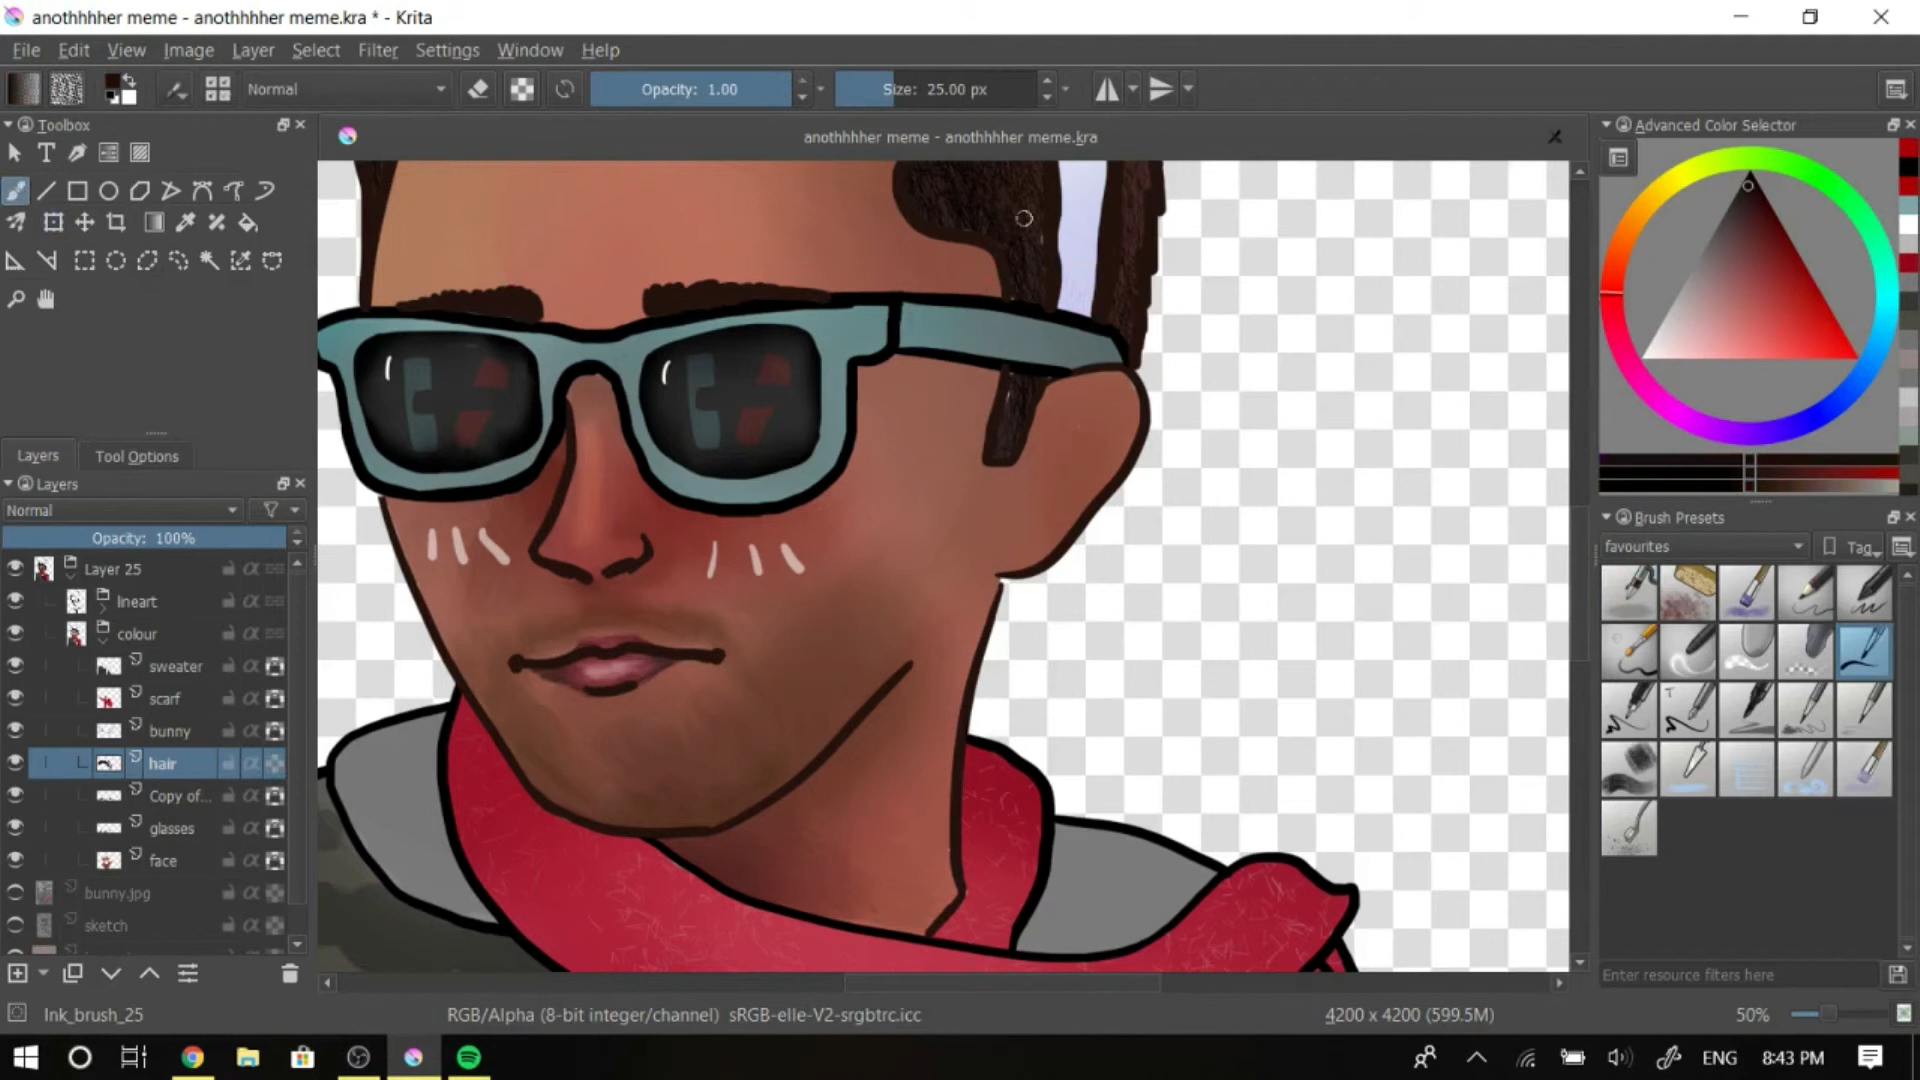 anothhhher meme - anothhhher meme.kra * - Krita
File Edit View Image Layer Select Filter Settings Window Help
Normal Opacity: 1.00 Size: 25.00 px
Toolbox
anothhhher meme - anothhhher meme.kra
Advanced Color Selector
Layers Tool Options
Layers
Normal
Opacity: 100%
Layer 25
lineart
colour
sweater
scarf
bunny
hair
Copy of...
glasses
face
bunny.jpg
sketch
Brush Presets
favourites Tag
Enter resource filters here
Ink_brush_25 RGB/Alpha (8-bit integer/channel) sRGB-elle-V2-srgbtrc.icc 4200 x 4200 (599.5M) 50%
ENG 8:43 PM